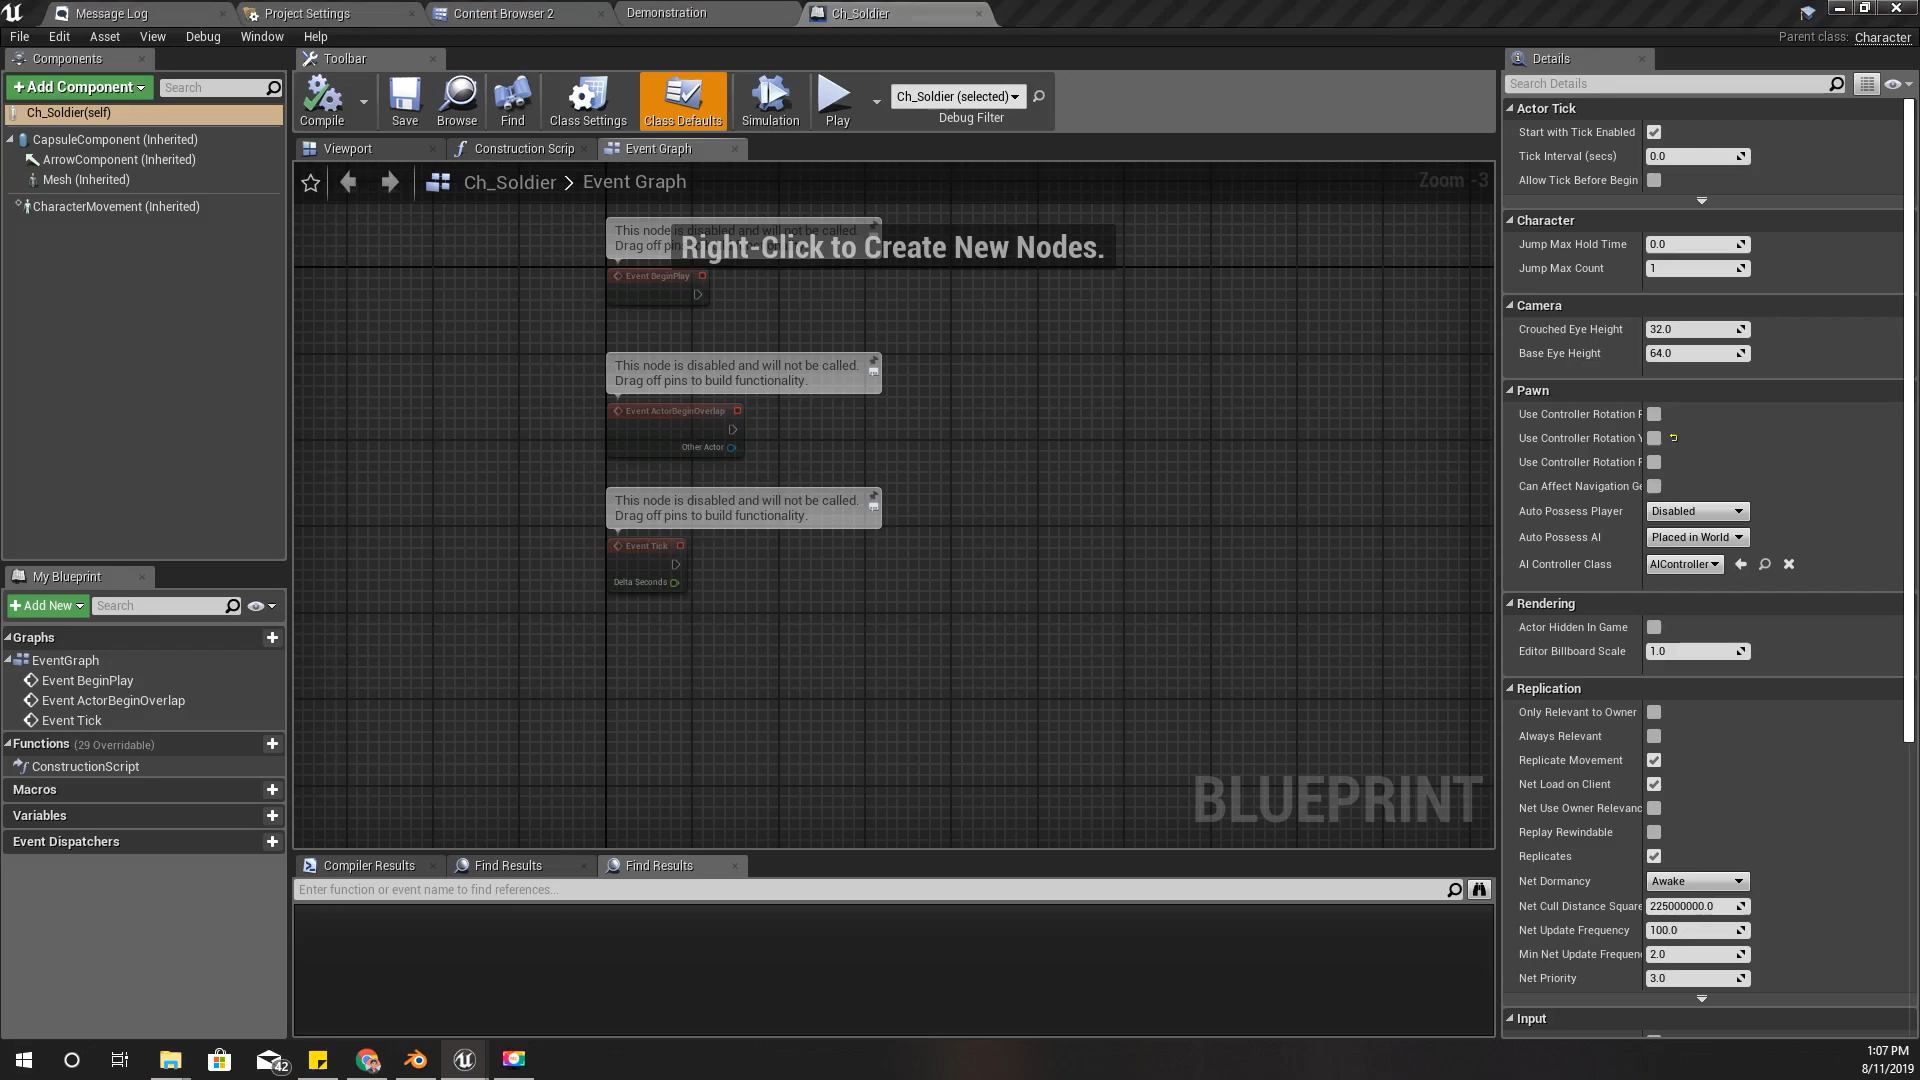 Message Log
Project Settings
Content Browser 2
Demonstration
Ch_Soldier
File
Edit
Asset
View
Debug
Window
Help
Parent class: Character
Components
+Add Component
Search
Ch_Soldier(self)
CapsuleComponent (Inherited)
ArrowComponent (Inherited)
Mesh (Inherited)
CharacterMovement (Inherited)
Toolbar
Compile
Save
Browse
Find
Class Settings
Class Defaults
Simulation
Play
Ch_Soldier (selected)
Debug Filter
Viewport
Construction Scrip
Event Graph
Ch_Soldier > Event Graph
Zoom -3
Right-Click to Create New Nodes.
This node is disabled and will not be called.
Drag off pins
Event BeginPlay
This node is disabled and will not be called.
Drag off pins to build functionality.
Event ActorBeginOverlap
Other Actor
This node is disabled and will not be called.
Drag off pins to build functionality.
Event Tick
Delta Seconds
BLUEPRINT
My Blueprint
+Add New
Search
Graphs
EventGraph
Event BeginPlay
Event ActorBeginOverlap
Event Tick
Functions (29 Overridable)
ConstructionScript
Macros
Variables
Event Dispatchers
Compiler Results
Find Results
Find Results
Enter function or event name to find references...
Details
Search Details
Actor Tick
Start with Tick Enabled
Tick Interval (secs)
0.0
Allow Tick Before Begin
Character
Jump Max Hold Time
0.0
Jump Max Count
1
Camera
Crouched Eye Height
32.0
Base Eye Height
64.0
Pawn
Use Controller Rotation P
Use Controller Rotation Y
Use Controller Rotation R
Can Affect Navigation Ge
Auto Possess Player
Disabled
Auto Possess AI
Placed in World
AI Controller Class
AIController
Rendering
Actor Hidden In Game
Editor Billboard Scale
1.0
Replication
Only Relevant to Owner
Always Relevant
Replicate Movement
Net Load on Client
Net Use Owner Relevanc
Replay Rewindable
Replicates
Net Dormancy
Awake
Net Cull Distance Square
225000000.0
Net Update Frequency
100.0
Min Net Update Frequen
2.0
Net Priority
3.0
Input
42
1:07 PM
8/11/2019